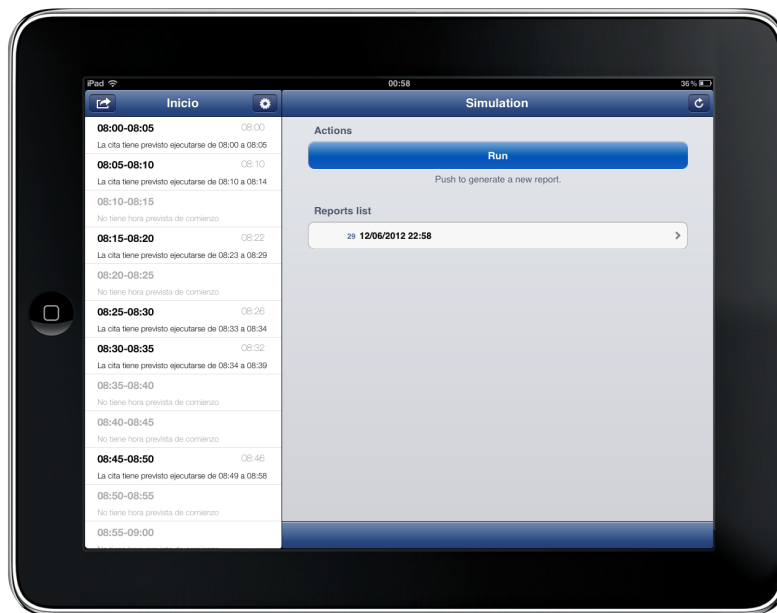 iPad 00:58 36%
Inicio
Simulation
08:00-08:05 08:00
La cita tiene previsto ejecutarse de 08:00 a 08:05
08:05-08:10 08:10
La cita tiene previsto ejecutarse de 08:10 a 08:14
08:10-08:15
No tiene hora prevista de comienzo
08:15-08:20 08:22
La cita tiene previsto ejecutarse de 08:23 a 08:29
08:20-08:25
No tiene hora prevista de comienzo
08:25-08:30 08:26
La cita tiene previsto ejecutarse de 08:33 a 08:34
08:30-08:35 08:32
La cita tiene previsto ejecutarse de 08:34 a 08:39
08:35-08:40
No tiene hora prevista de comienzo
08:40-08:45
No tiene hora prevista de comienzo
08:45-08:50 08:46
La cita tiene previsto ejecutarse de 08:49 a 08:58
08:50-08:55
No tiene hora prevista de comienzo
08:55-09:00
Actions
Run
Push to generate a new report.
Reports list
29 12/06/2012 22:58